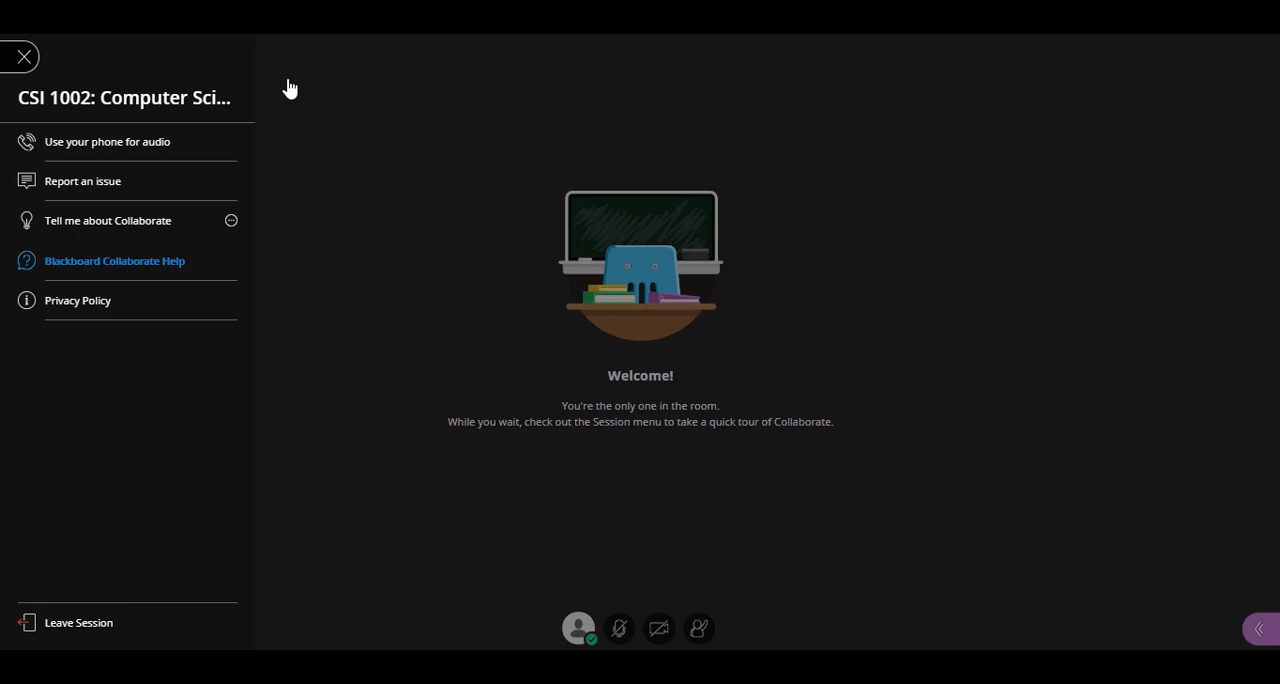 CSI 1002: Computer Sci...
Use your phone for audio
Report an issue
Tell me about Collaborate
Blackboard Collaborate Help
Privacy Policy
Leave Session
Welcome!
You're the only one in the room.
While you wait, check out the Session menu to take a quick tour of Collaborate.